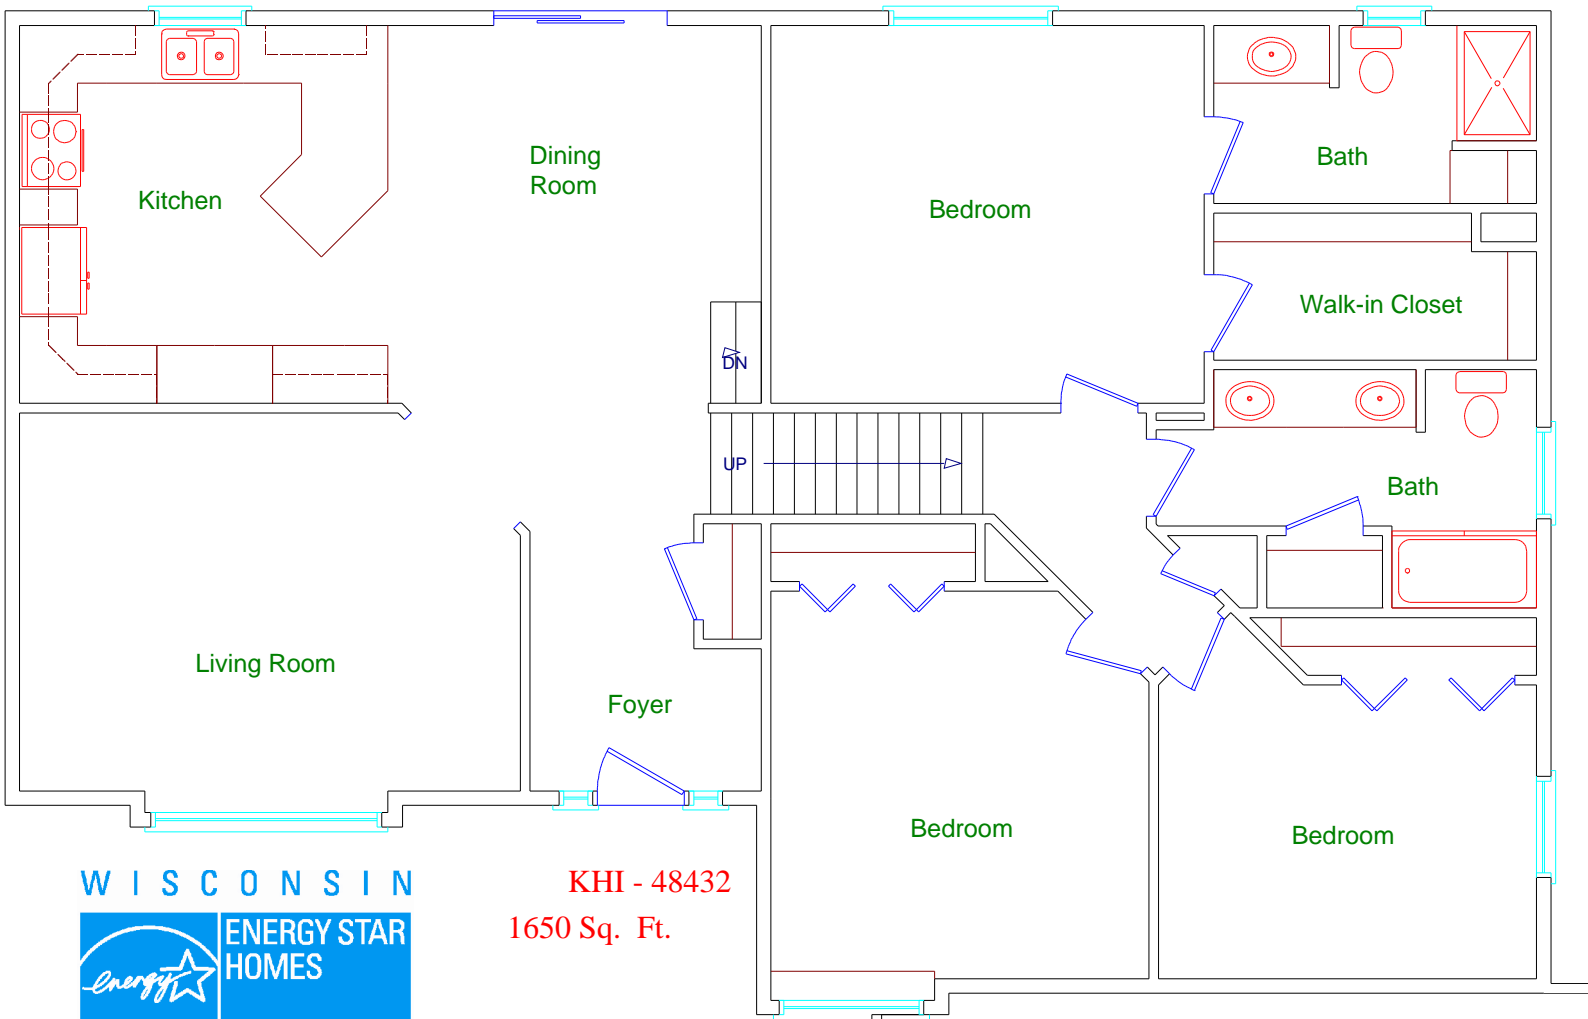 Dining
Room
Bath
Kitchen
Bedroom
Walk-in Closet
DN
UP
Bath
Living Room
Foyer
Bedroom
Bedroom
WISCONSIN
energy
ENERGY STAR
HOMES
KHI - 48432
1650 Sq. Ft.